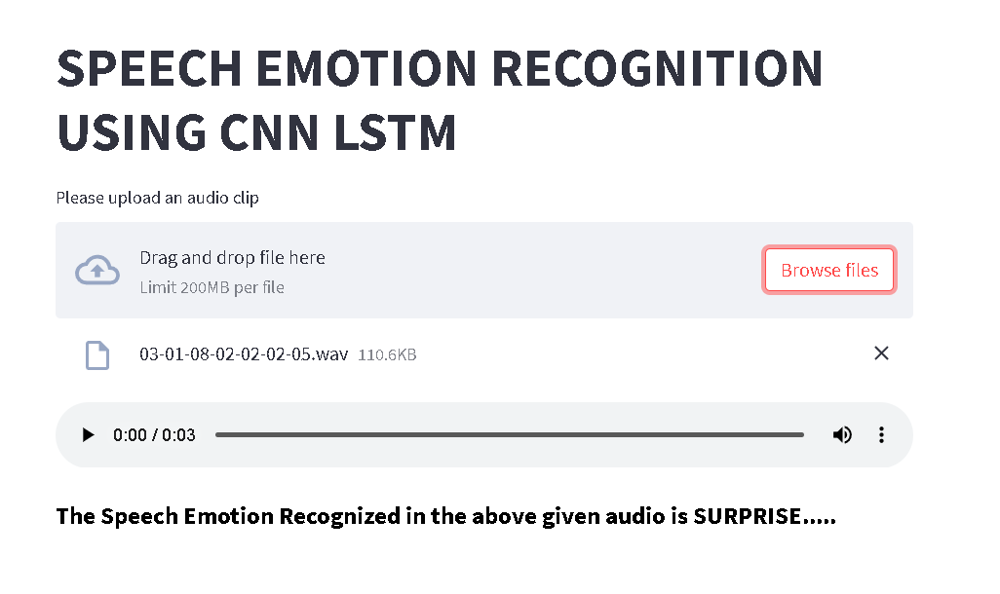 SPEECH EMOTION RECOGNITION
USING CNN LSTM
Please upload an audio clip
Drag and drop file here
Limit 200MB per file
Browse files
03-01-08-02-02-02-05.wav 110.6KB
0:00 / 0:03
The Speech Emotion Recognized in the above given audio is SURPRISE.....